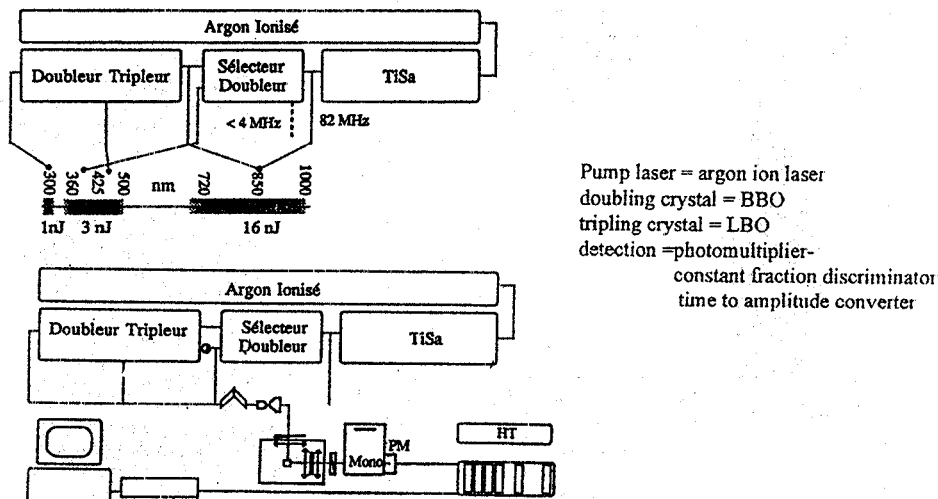 Argon Ionisé
Doubleur Tripleur
Sélecteur
Doubleur
TiSa
< 4 MHz
82 MHz
300
360
425
500
nm
720
850
1000
1nJ
3 nJ
16 nJ
Pump laser = argon ion laser
doubling crystal = BBO
tripling crystal = LBO
detection =photomultiplier-
constant fraction discriminator
time to amplitude converter
Argon Ionisé
Doubleur Tripleur
Sélecteur
Doubleur
TiSa
HT
PM
Mono